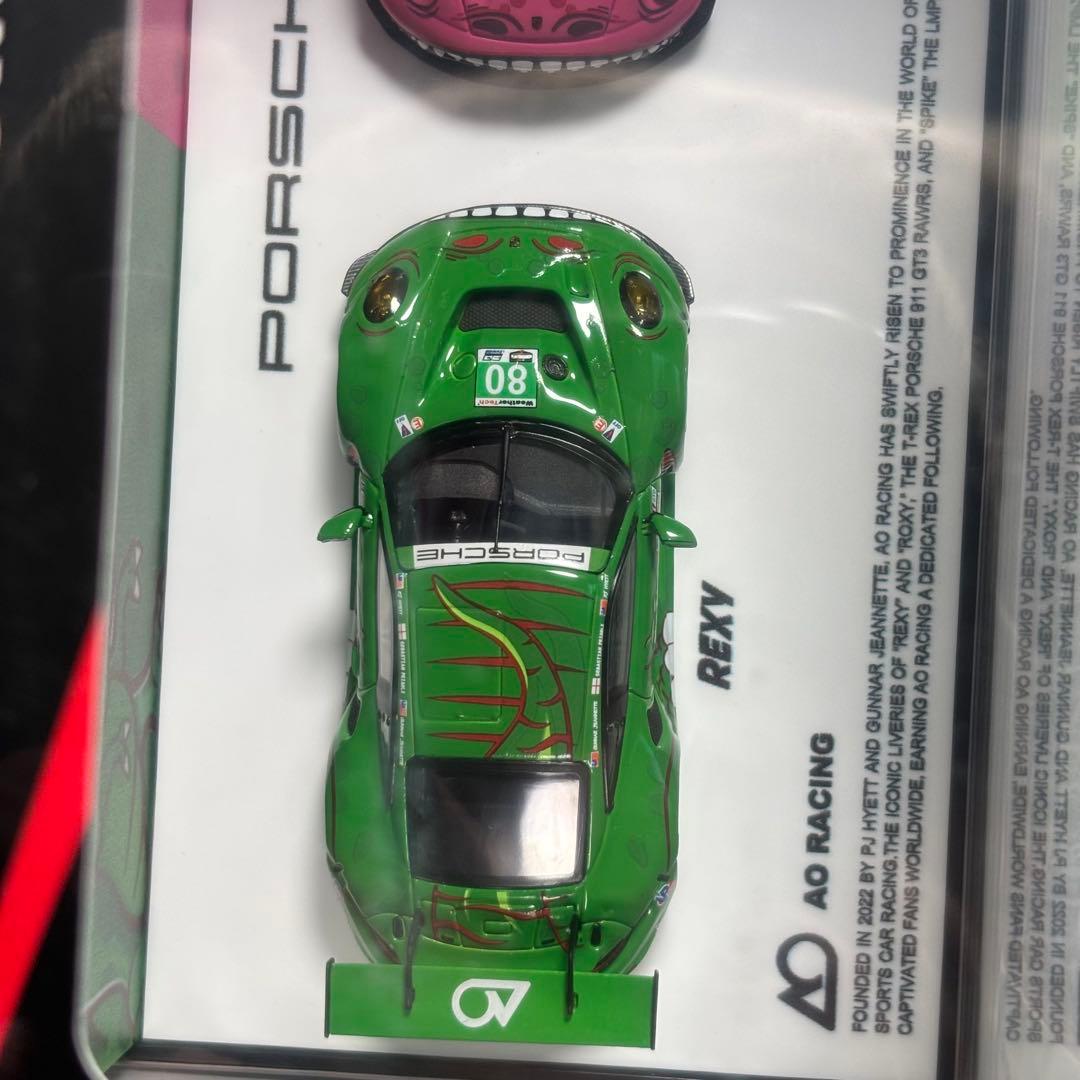 PORSCHE
80
WeatherTech
PORSCHE
REXY
AO RACING
FOUNDED IN 2022 BY PJ HYETT AND GUNNAR JEANNETTE, AO RACING HAS SWIFTLY RISEN TO PROMINENCE IN THE WORLD OF
SPORTS CAR RACING.THE ICONIC LIVERIES OF "REXY" AND "ROXY," THE T-REX PORSCHE 911 GT3 RAWRS, AND "SPIKE" THE LMP
CAPTIVATED FANS WORLDWIDE, EARNING AO RACING A DEDICATED FOLLOWING.